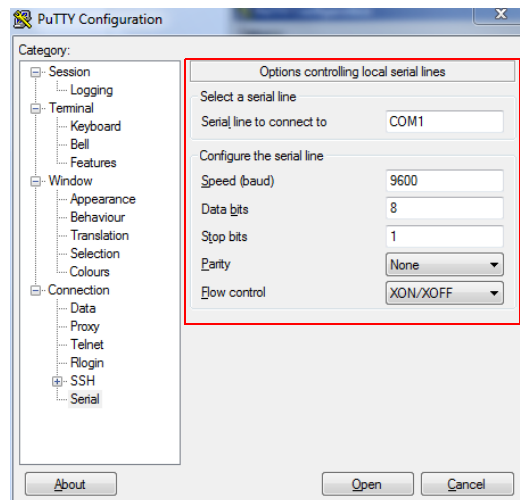 PuTTY Configuration
X
Category:
Session
Logging
Terminal
Keyboard
Bell
Features
Window
Appearance
Behaviour
Translation
Selection
Colours
Connection
Data
Proxy
Telnet
Rlogin
SSH
Serial
Options controlling local serial lines
Select a serial line
Serial line to connect to COM1
Configure the serial line
Speed (baud) 9600
Data bits 8
Stop bits 1
Parity None
Flow control XON/XOFF
About Open Cancel